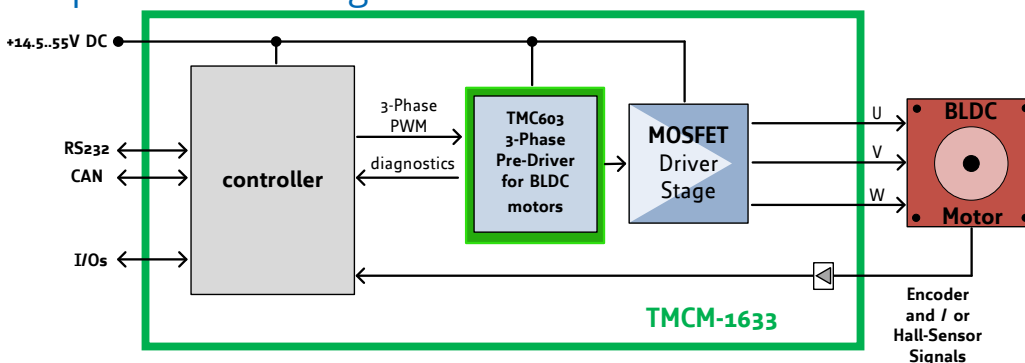 +14.5..55V DC
RS232
CAN
I/Os
controller
3-Phase
PWM
diagnostics
TMC603
3-Phase
Pre-Driver
for BLDC
motors
MOSFET
Driver
Stage
U
V
W
BLDC
Motor
TMCM-1633
Encoder
and / or
Hall-Sensor
Signals